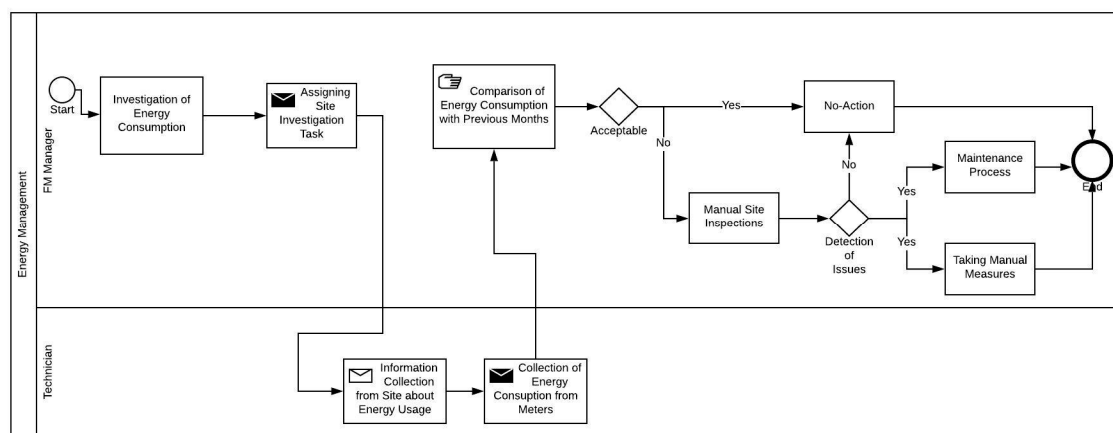 Energy Management
FM Manager
Start
Investigation of
Energy
Consumption
Assigning
Site
Investigation
Task
Comparison of
Energy Consumption
with Previous Months
Acceptable
Yes
No
No-Action
Manual Site
Inspections
No
Detection
of
Issues
Yes
Yes
Maintenance
Process
Taking Manual
Measures
End
Technician
Information
Collection
from Site about
Energy Usage
Collection of
Energy
Consuption from
Meters